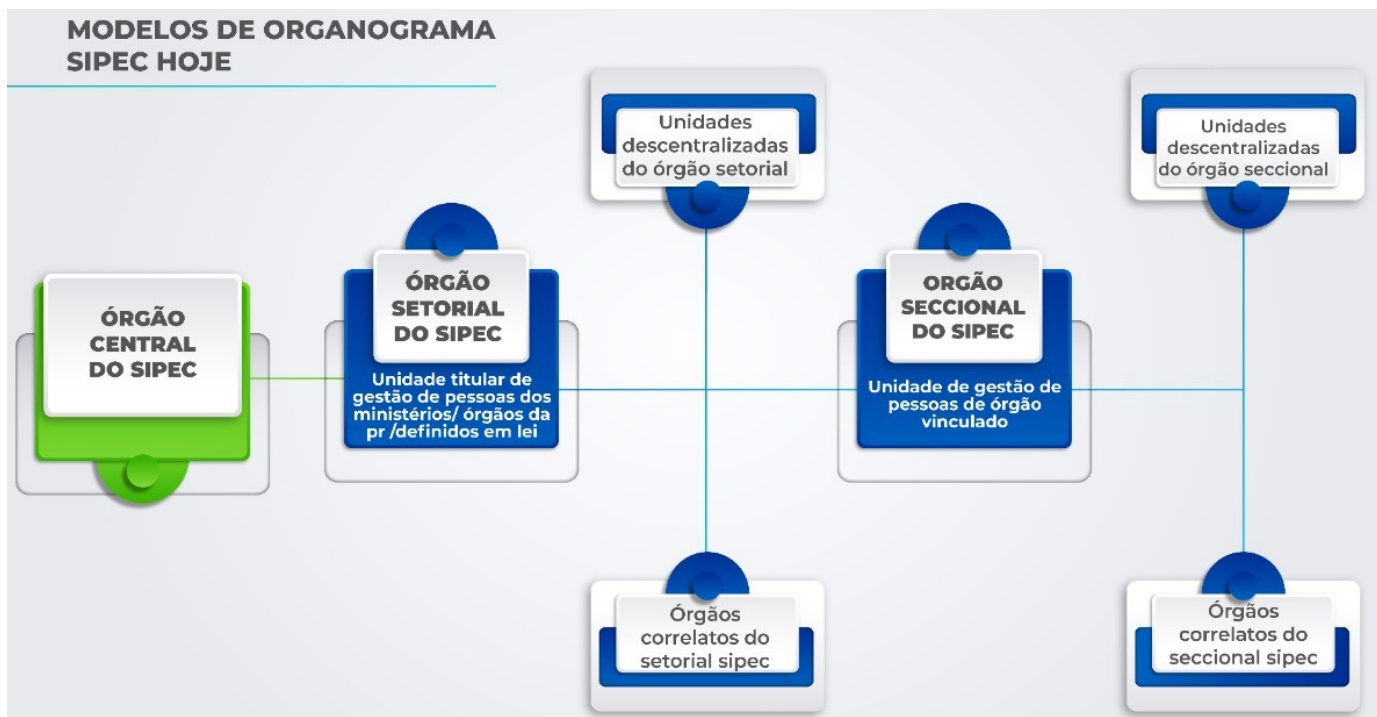 MODELOS DE ORGANOGRAMA
SIPEC HOJE
Unidades
descentralizadas
do órgão setorial
Unidades
descentralizadas
do órgão seccional
ÓRGÃO
CENTRAL
DO SIPEC
ÓRGÃO
SETORIAL
DO SIPEC
Unidade titular de
gestão de pessoas dos
ministérios/ órgãos da
pr /definidos em lei
ORGÃO
SECCIONAL
DO SIPEC
Unidade de gestão de
pessoas de órgão
vinculado
Órgãos
correlatos do
setorial sipec
Órgãos
correlatos do
seccional sipec